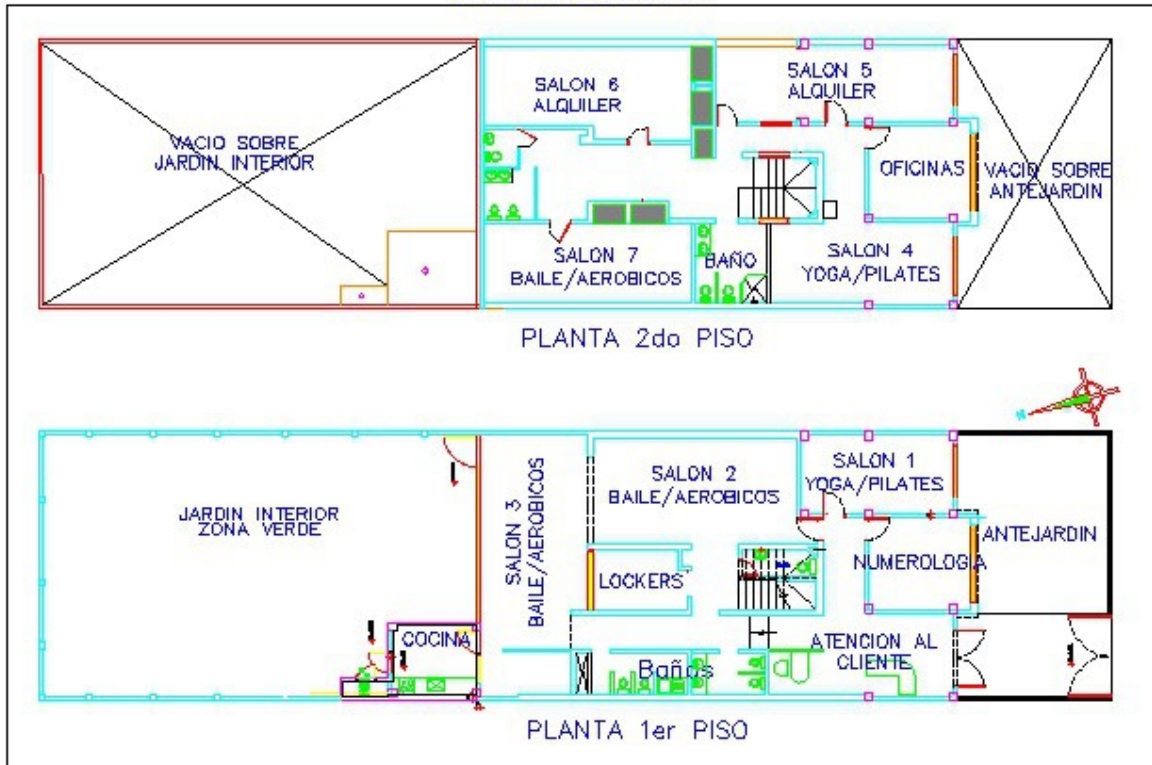 SALON 6
ALQUILER
SALON 5
ALQUILER
VACIO SOBRE
JARDIN INTERIOR
OFICINAS
VACIO SOBRE
ANTEJARDIN
SALON 7
BAILE/AEROBICOS
BAÑO
SALON 4
YOGA/PILATES
PLANTA 2do PISO
SALON 3
BAILE/AEROBICOS
SALON 2
BAILE/AEROBICOS
SALON 1
YOGA/PILATES
JARDIN INTERIOR
ZONA VERDE
ANTEJARDIN
LOCKERS
NUMEROLOGIA
COCINA
ATENCION AL
CLIENTE
Baños
PLANTA 1er PISO